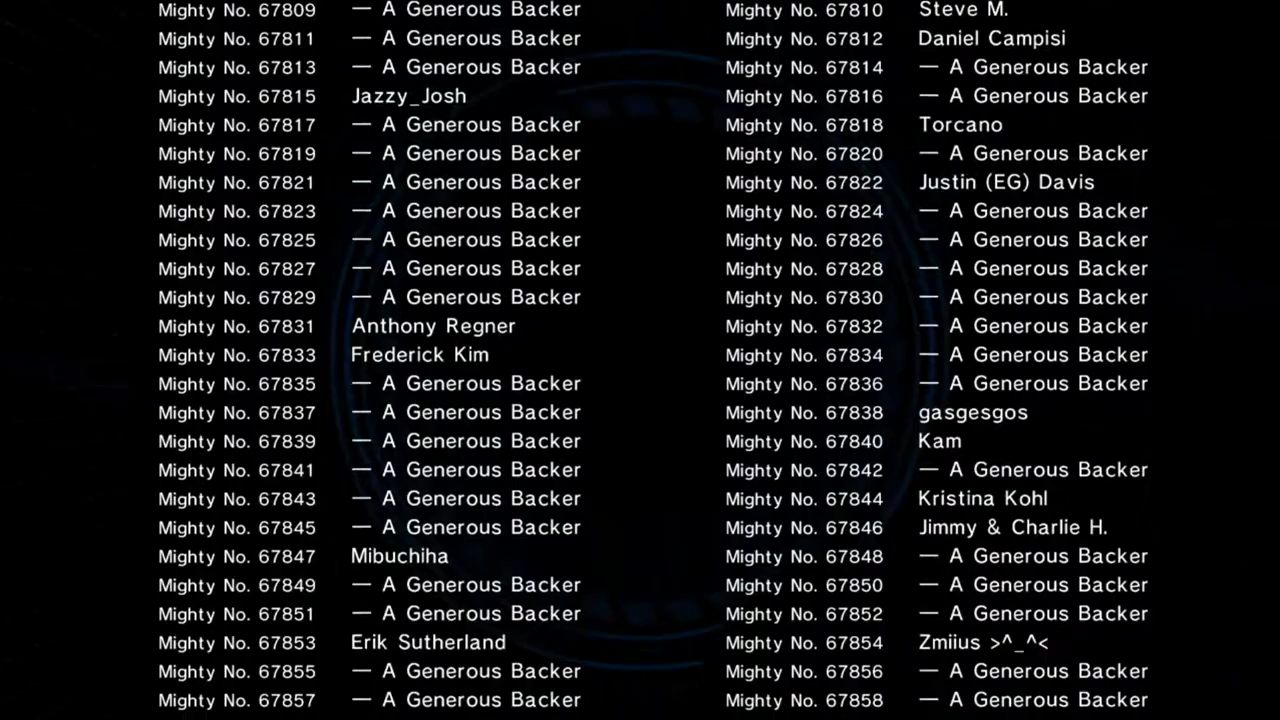 Mighty No. 67809 — A Generous Backer Mighty No. 67810 Steve M.
Mighty No. 67811 — A Generous Backer Mighty No. 67812 Daniel Campisi
Mighty No. 67813 — A Generous Backer Mighty No. 67814 — A Generous Backer
Mighty No. 67815 Jazzy_Josh Mighty No. 67816 — A Generous Backer
Mighty No. 67817 — A Generous Backer Mighty No. 67818 Torcano
Mighty No. 67819 — A Generous Backer Mighty No. 67820 — A Generous Backer
Mighty No. 67821 — A Generous Backer Mighty No. 67822 Justin (EG) Davis
Mighty No. 67823 — A Generous Backer Mighty No. 67824 — A Generous Backer
Mighty No. 67825 — A Generous Backer Mighty No. 67826 — A Generous Backer
Mighty No. 67827 — A Generous Backer Mighty No. 67828 — A Generous Backer
Mighty No. 67829 — A Generous Backer Mighty No. 67830 — A Generous Backer
Mighty No. 67831 Anthony Regner Mighty No. 67832 — A Generous Backer
Mighty No. 67833 Frederick Kim Mighty No. 67834 — A Generous Backer
Mighty No. 67835 — A Generous Backer Mighty No. 67836 — A Generous Backer
Mighty No. 67837 — A Generous Backer Mighty No. 67838 gasgesgos
Mighty No. 67839 — A Generous Backer Mighty No. 67840 Kam
Mighty No. 67841 — A Generous Backer Mighty No. 67842 — A Generous Backer
Mighty No. 67843 — A Generous Backer Mighty No. 67844 Kristina Kohl
Mighty No. 67845 — A Generous Backer Mighty No. 67846 Jimmy & Charlie H.
Mighty No. 67847 Mibuchiha Mighty No. 67848 — A Generous Backer
Mighty No. 67849 — A Generous Backer Mighty No. 67850 — A Generous Backer
Mighty No. 67851 — A Generous Backer Mighty No. 67852 — A Generous Backer
Mighty No. 67853 Erik Sutherland Mighty No. 67854 Zmiius >^_^<
Mighty No. 67855 — A Generous Backer Mighty No. 67856 — A Generous Backer
Mighty No. 67857 — A Generous Backer Mighty No. 67858 — A Generous Backer